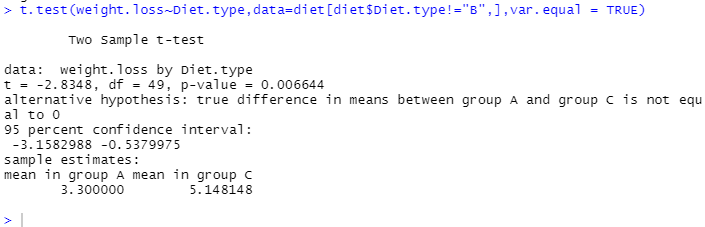 > t.test(weight.loss~Diet.type,data=diet[diet$Diet.type!="B",],var.equal = TRUE)
Two Sample t-test
data:  weight.loss by Diet.type
t = -2.8348, df = 49, p-value = 0.006644
alternative hypothesis: true difference in means between group A and group C is not equ
al to 0
95 percent confidence interval:
 -3.1582988 -0.5379975
sample estimates:
mean in group A mean in group C
       3.300000        5.148148
>